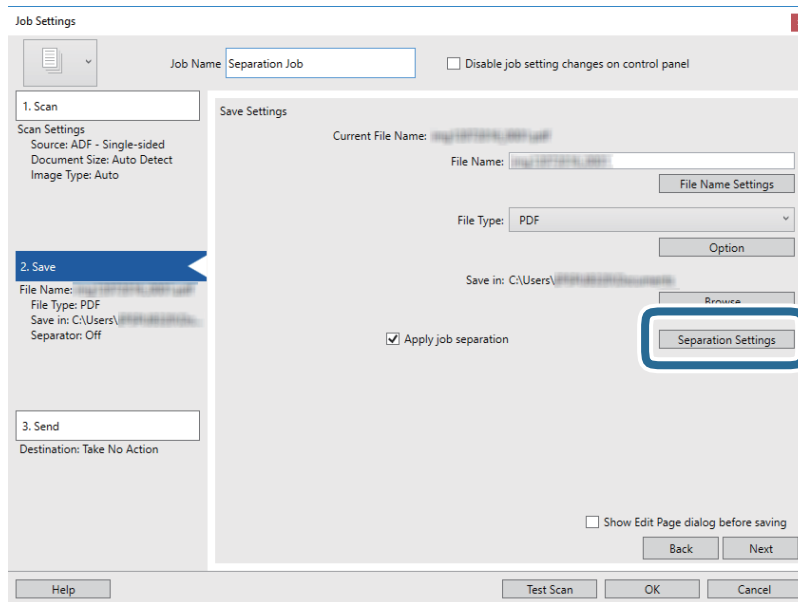 Job Settings
Job Name Separation Job
Disable job setting changes on control panel
1. Scan
Scan Settings
Source: ADF - Single-sided
Document Size: Auto Detect
Image Type: Auto
2. Save
File Name:
File Type: PDF
Save in: C:\Users\
Separator: Off
3. Send
Destination: Take No Action
Save Settings
Current File Name:
File Name:
File Name Settings
File Type: PDF
Option
Save in: C:\Users\
Browse
Apply job separation
Separation Settings
Show Edit Page dialog before saving
Back Next
Help Test Scan OK Cancel